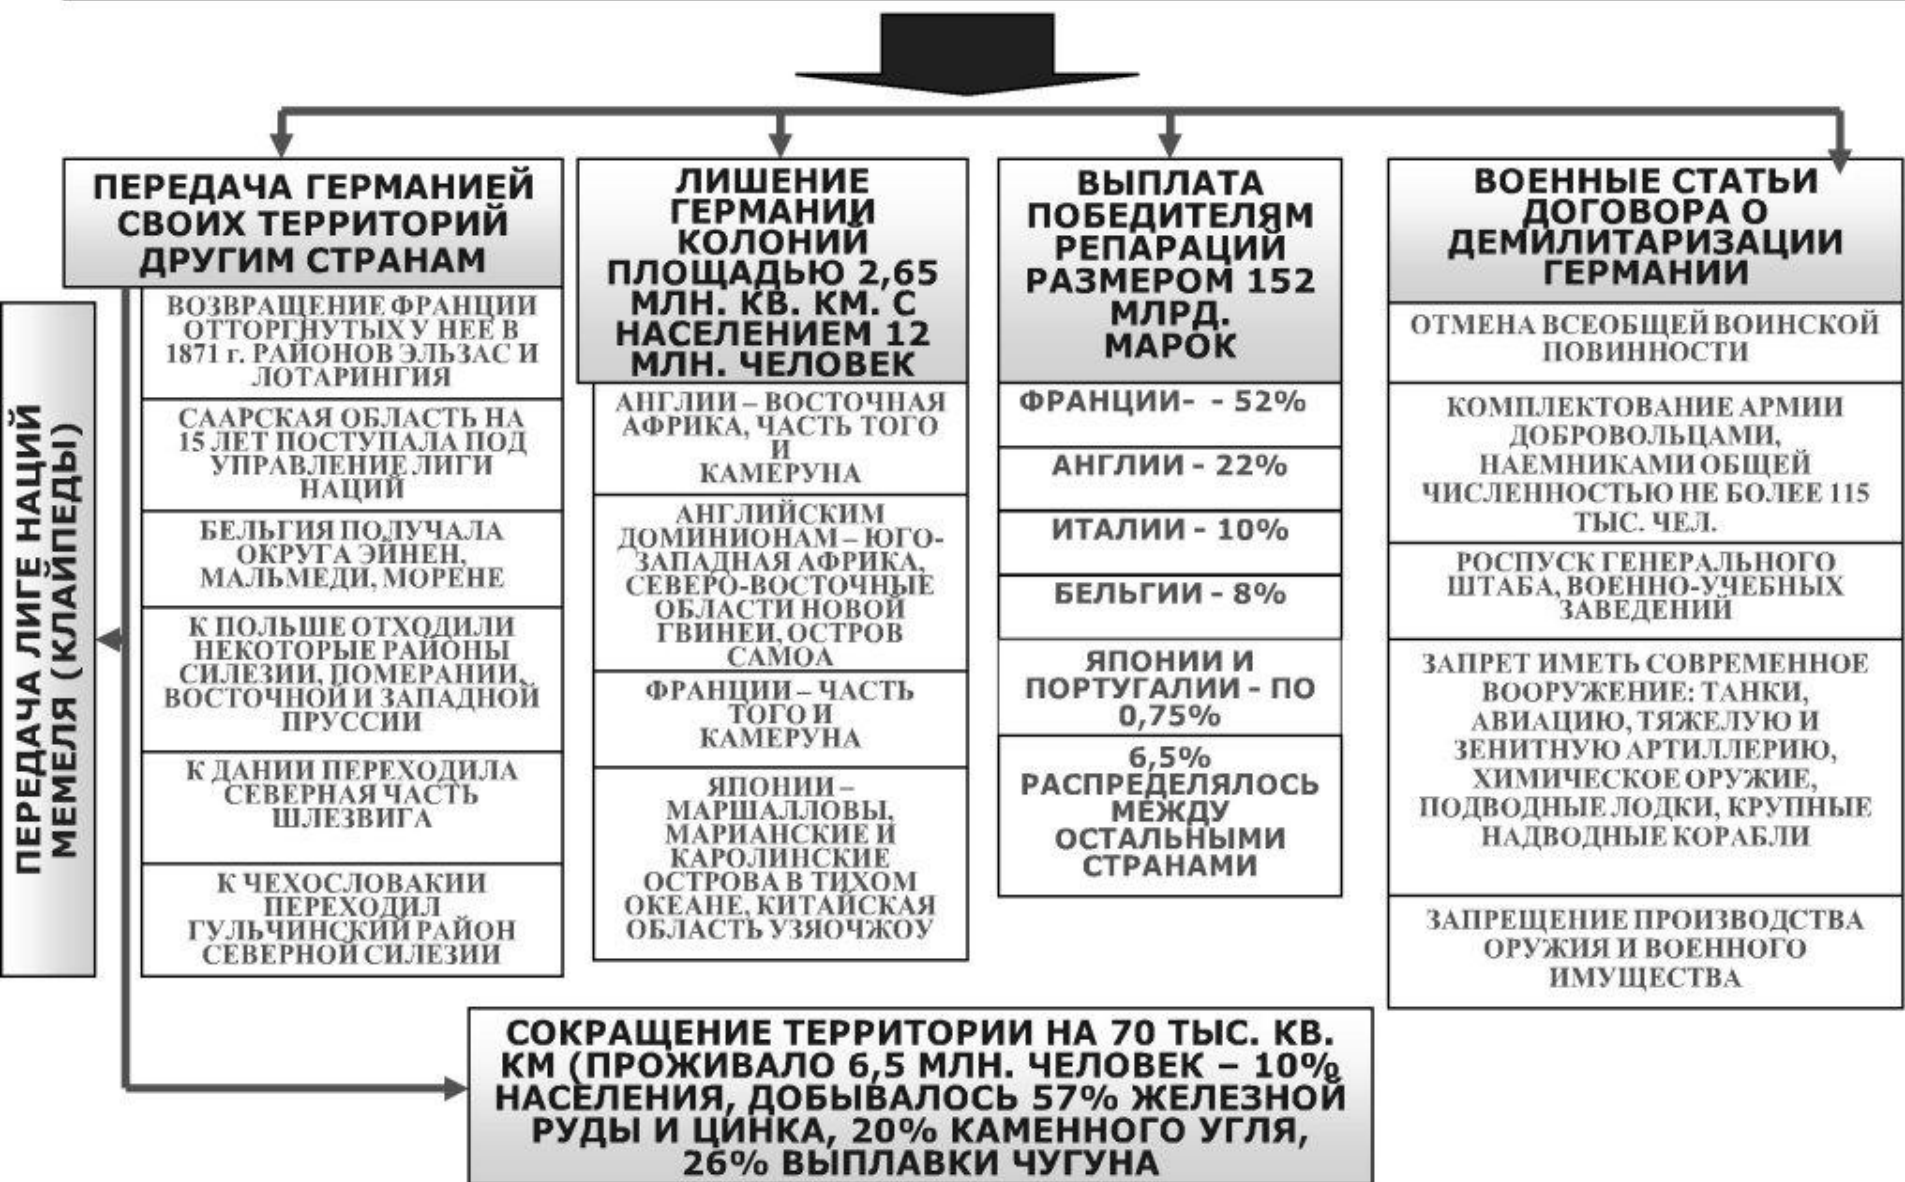 ПЕРЕДАЧА ГЕРМАНИЕЙ
СВОИХ ТЕРРИТОРИЙ
ДРУГИМ СТРАНАМ
ВОЗВРАЩЕНИЕ ФРАНЦИИ
ОТТОРГНУТЫХ У НЕЕ В
1871 г. РАЙОНОВ ЭЛЬЗАС И
ЛОТАРИНГИЯ
СААРСКАЯ ОБЛАСТЬ НА
15 ЛЕТ ПОСТУПАЛА ПОД
УПРАВЛЕНИЕ ЛИГИ
НАЦИЙ
БЕЛЬГИЯ ПОЛУЧАЛА
ОКРУГА ЭЙНЕН,
МАЛЬМЕДИ, МОРЕНЕ
К ПОЛЬШЕ ОТХОДИЛИ
НЕКОТОРЫЕ РАЙОНЫ
СИЛЕЗИИ, ПОМЕРАНИИ,
ВОСТОЧНОЙ И ЗАПАДНОЙ
ПРУССИИ
К ДАНИИ ПЕРЕХОДИЛА
СЕВЕРНАЯ ЧАСТЬ
ШЛЕЗВИГА
К ЧЕХОСЛОВАКИИ
ПЕРЕХОДИЛ
ГУЛЬЧИНСКИЙ РАЙОН
СЕВЕРНОЙ СИЛЕЗИИ
ПЕРЕДАЧА ЛИГЕ НАЦИЙ
МЕМЕЛЯ (КЛАЙПЕДЫ)
ЛИШЕНИЕ
ГЕРМАНИИ
КОЛОНИЙ
ПЛОЩАДЬЮ 2,65
МЛН. КВ. КМ. С
НАСЕЛЕНИЕМ 12
МЛН. ЧЕЛОВЕК
АНГЛИИ – ВОСТОЧНАЯ
АФРИКА, ЧАСТЬ ТОГО
И
КАМЕРУНА
АНГЛИЙСКИМ
ДОМИНИОНАМ – ЮГО-
ЗАПАДНАЯ АФРИКА,
СЕВЕРО-ВОСТОЧНЫЕ
ОБЛАСТИ НОВОЙ
ГВИНЕИ, ОСТРОВ
САМОА
ФРАНЦИИ – ЧАСТЬ
ТОГО И
КАМЕРУНА
ЯПОНИИ –
МАРШАЛЛОВЫ,
МАРИАНСКИЕ И
КАРОЛИНСКИЕ
ОСТРОВА В ТИХОМ
ОКЕАНЕ, КИТАЙСКАЯ
ОБЛАСТЬ УЗЯОЧЖОУ
ВЫПЛАТА
ПОБЕДИТЕЛЯМ
РЕПАРАЦИЙ
РАЗМЕРОМ 152
МЛРД.
МАРОК
ФРАНЦИИ- - 52%
АНГЛИИ - 22%
ИТАЛИИ - 10%
БЕЛЬГИИ - 8%
ЯПОНИИ И
ПОРТУГАЛИИ - ПО
0,75%
6,5%
РАСПРЕДЕЛЯЛОСЬ
МЕЖДУ
ОСТАЛЬНЫМИ
СТРАНАМИ
ВОЕННЫЕ СТАТЬИ
ДОГОВОРА О
ДЕМИЛИТАРИЗАЦИИ
ГЕРМАНИИ
ОТМЕНА ВСЕОБЩЕЙ ВОИНСКОЙ
ПОВИННОСТИ
КОМПЛЕКТОВАНИЕ АРМИИ
ДОБРОВОЛЬЦАМИ,
НАЕМНИКАМИ ОБЩЕЙ
ЧИСЛЕННОСТЬЮ НЕ БОЛЕЕ 115
ТЫС. ЧЕЛ.
РОСПУСК ГЕНЕРАЛЬНОГО
ШТАБА, ВОЕННО-УЧЕБНЫХ
ЗАВЕДЕНИЙ
ЗАПРЕТ ИМЕТЬ СОВРЕМЕННОЕ
ВООРУЖЕНИЕ: ТАНКИ,
АВИАЦИЮ, ТЯЖЕЛУЮ И
ЗЕНИТНУЮ АРТИЛЛЕРИЮ,
ХИМИЧЕСКОЕ ОРУЖИЕ,
ПОДВОДНЫЕ ЛОДКИ, КРУПНЫЕ
НАДВОДНЫЕ КОРАБЛИ
ЗАПРЕЩЕНИЕ ПРОИЗВОДСТВА
ОРУЖИЯ И ВОЕННОГО
ИМУЩЕСТВА
СОКРАЩЕНИЕ ТЕРРИТОРИИ НА 70 ТЫС. КВ.
КМ (ПРОЖИВАЛО 6,5 МЛН. ЧЕЛОВЕК – 10%
НАСЕЛЕНИЯ, ДОБЫВАЛОСЬ 57% ЖЕЛЕЗНОЙ
РУДЫ И ЦИНКА, 20% КАМЕННОГО УГЛЯ,
26% ВЫПЛАВКИ ЧУГУНА